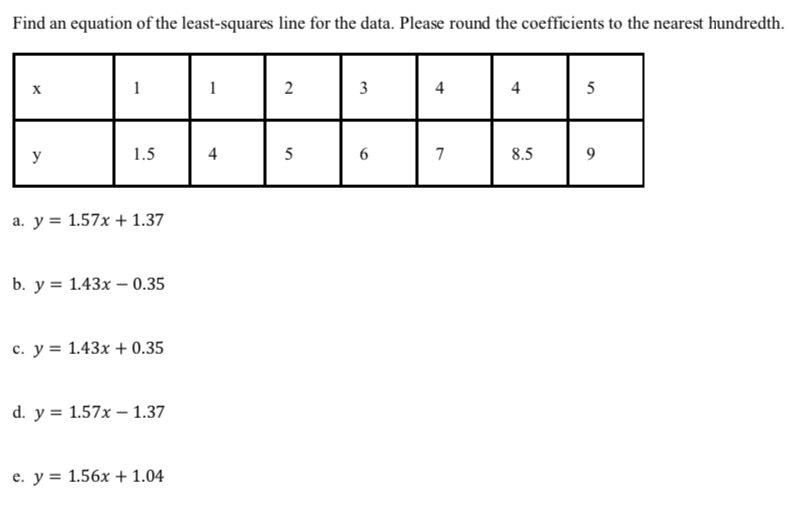 Find an equation of the least-squares line for the data. Please round the coefficients to the nearest hundredth.
x 1 1 2 3 4 4 5
y 1.5 4 5 6 7 8.5 9
a. y = 1.57x + 1.37
b. y = 1.43x − 0.35
c. y = 1.43x + 0.35
d. y = 1.57x − 1.37
e. y = 1.56x + 1.04